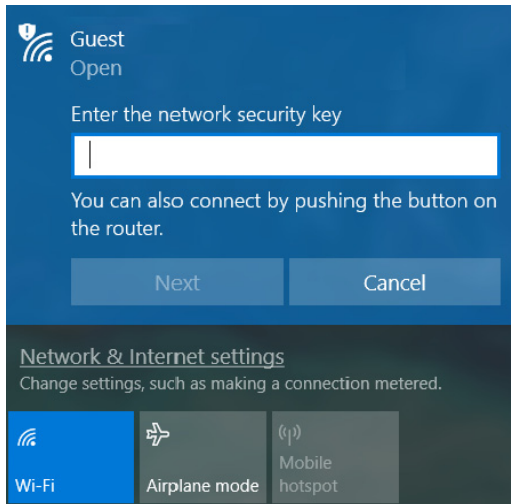 Guest
Open
Enter the network security key
You can also connect by pushing the button on
the router.
Next
Cancel
Network & Internet settings
Change settings, such as making a connection metered.
Wi-Fi
Airplane mode
Mobile
hotspot